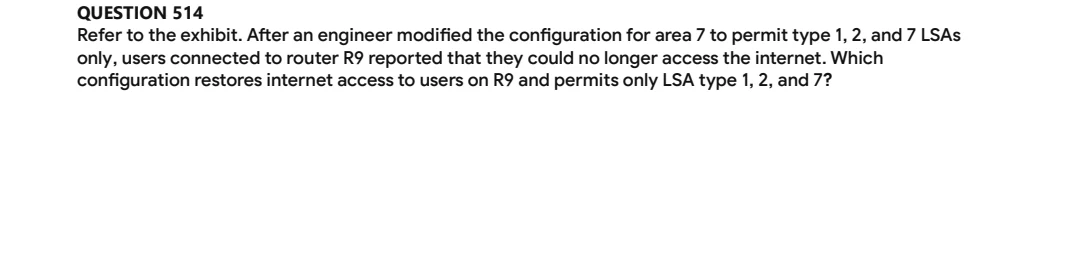 QUESTION 514
Refer to the exhibit. After an engineer modified the configuration for area 7 to permit type 1, 2, and 7 LSAs
only, users connected to router R9 reported that they could no longer access the internet. Which
configuration restores internet access to users on R9 and permits only LSA type 1, 2, and 7?